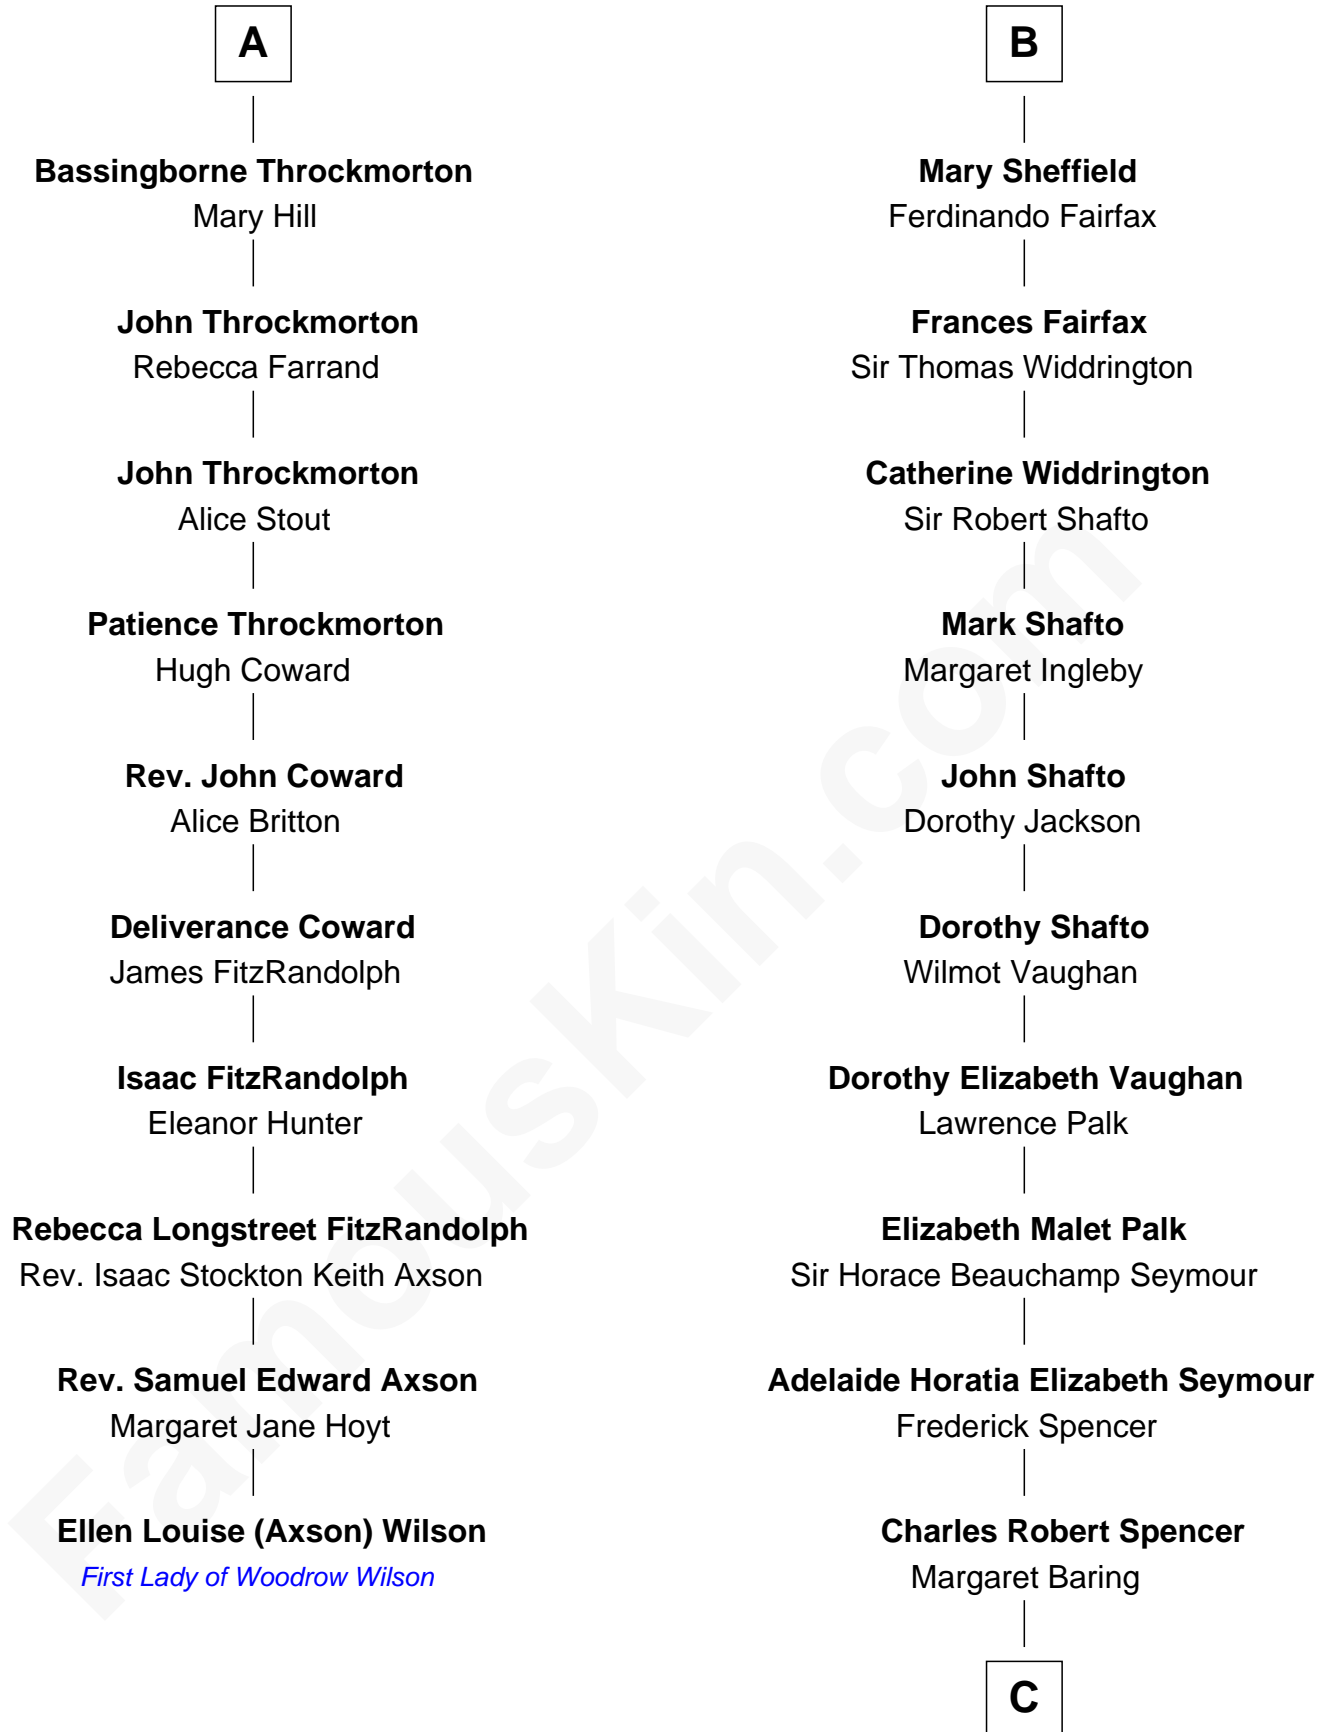 A
Bassingborne Throckmorton
Mary Hill
John Throckmorton
Rebecca Farrand
John Throckmorton
Alice Stout
Patience Throckmorton
Hugh Coward
Rev. John Coward
Alice Britton
Deliverance Coward
James FitzRandolph
Isaac FitzRandolph
Eleanor Hunter
Rebecca Longstreet FitzRandolph
Rev. Isaac Stockton Keith Axson
Rev. Samuel Edward Axson
Margaret Jane Hoyt
Ellen Louise (Axson) Wilson
First Lady of Woodrow Wilson
B
Mary Sheffield
Ferdinando Fairfax
Frances Fairfax
Sir Thomas Widdrington
Catherine Widdrington
Sir Robert Shafto
Mark Shafto
Margaret Ingleby
John Shafto
Dorothy Jackson
Dorothy Shafto
Wilmot Vaughan
Dorothy Elizabeth Vaughan
Lawrence Palk
Elizabeth Malet Palk
Sir Horace Beauchamp Seymour
Adelaide Horatia Elizabeth Seymour
Frederick Spencer
Charles Robert Spencer
Margaret Baring
C
FamousKin.com